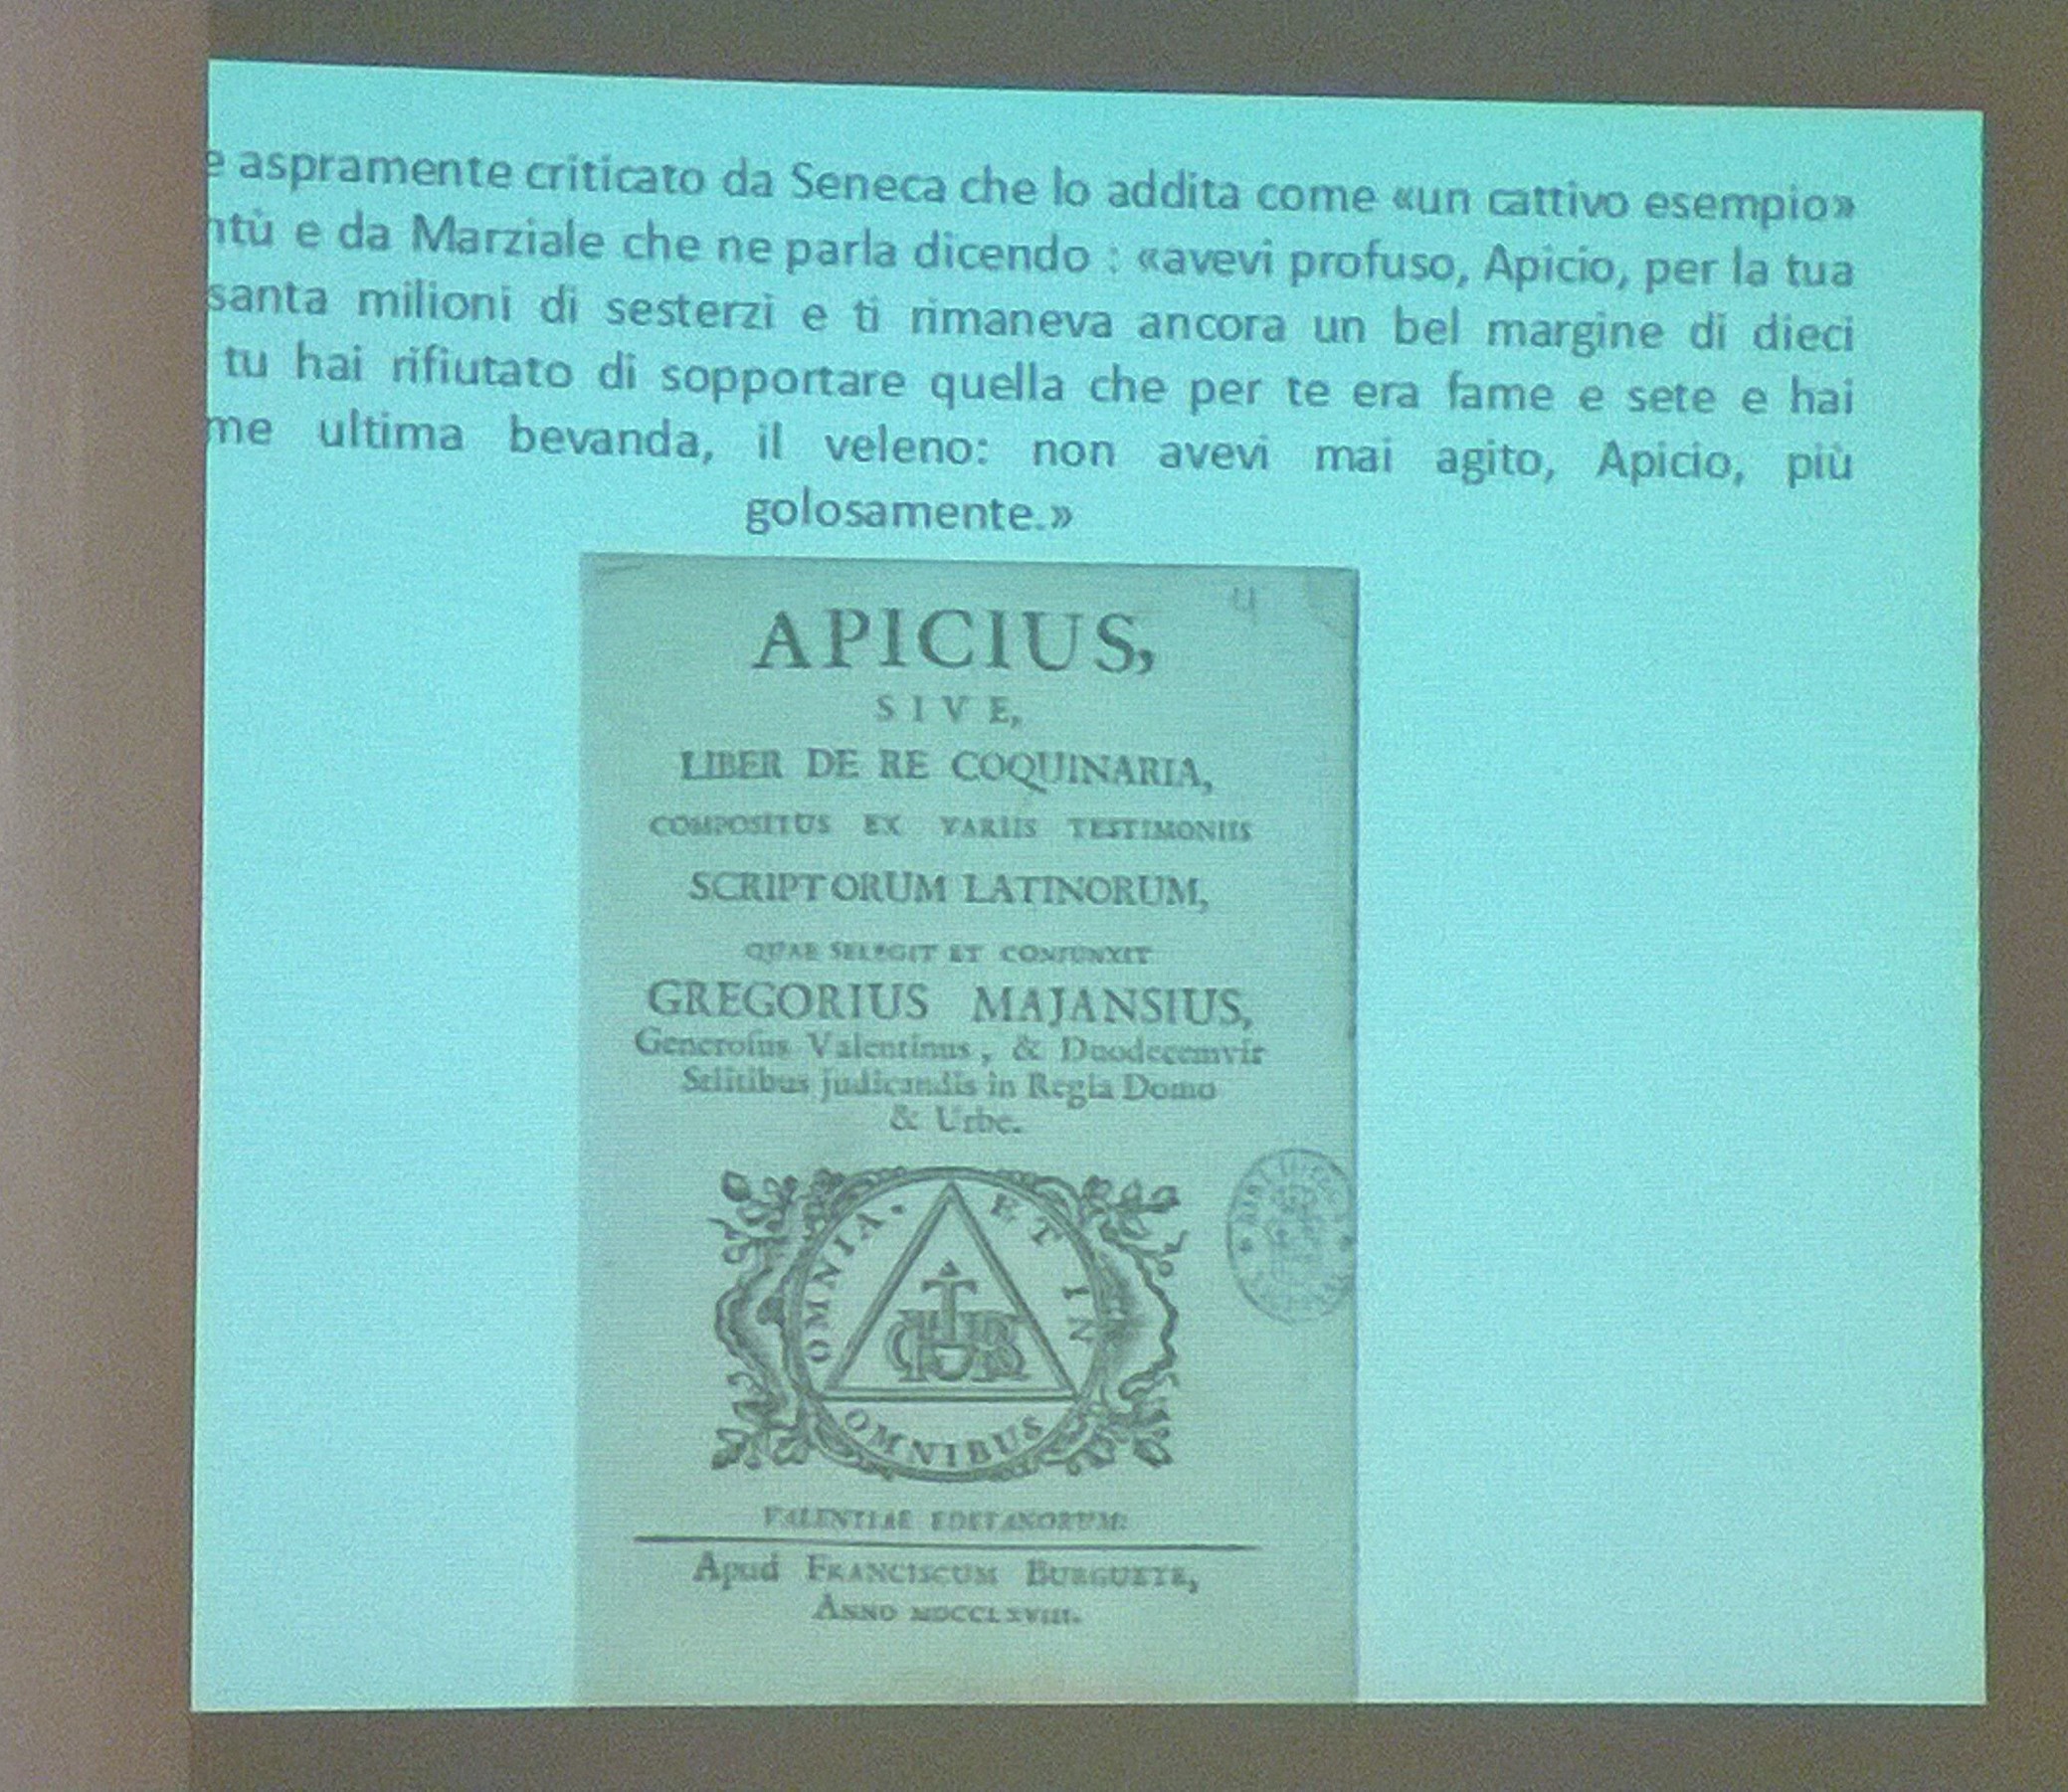 e aspramente criticato da Seneca che lo addita come «un cattivo esempio»
ntù e da Marziale che ne parla dicendo : «avevi profuso, Apicio, per la tua
santa milioni di sesterzi e ti rimaneva ancora un bel margine di dieci
tu hai rifiutato di sopportare quella che per te era fame e sete e hai
me ultima bevanda, il veleno: non avevi mai agito, Apicio, più
golosamente.»
4
APICIUS,
SIVE,
LIBER DE RE COQUINARIA,
COMPOSITUS EX VARIIS TESTIMONIIS
SCRIPTORUM LATINORUM,
QUAE SELEGIT ET CONJUNXIT
GREGORIUS MAJANSIUS,
Generosus Valentinus, & Duodecemvir
Stlitibus judicandis in Regia Domo
& Urbe.
OMNIA. ET IN
OMNIBUS
VALENTIAE EDETANORUM:
Apud FRANCISCUM BURGUETE,
ANNO MDCCLXVIII.